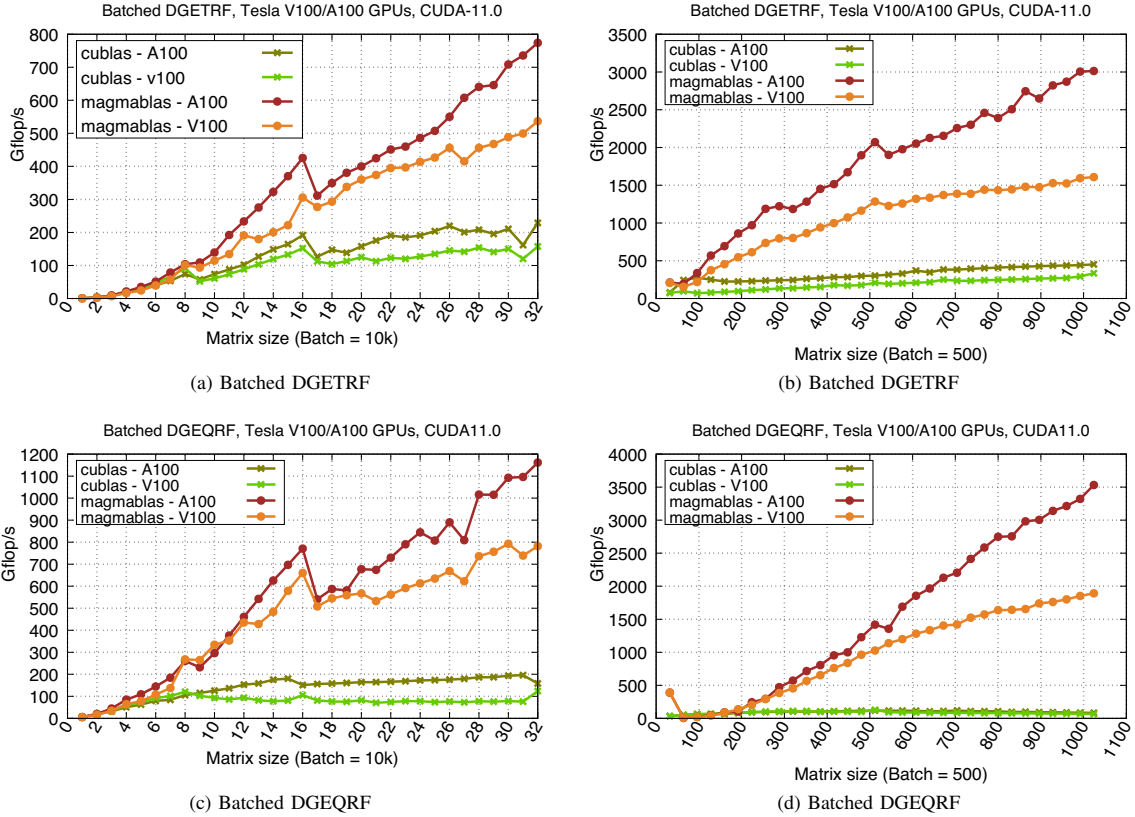 Batched DGETRF, Tesla V100/A100 GPUs, CUDA-11.0
Gflop/s
800
700
600
500
400
300
200
100
0
cublas - A100
cublas - v100
magmablas - A100
magmablas - V100
0 2 4 6 8 10 12 14 16 18 20 22 24 26 28 30 32
Matrix size (Batch = 10k)
(a) Batched DGETRF
Batched DGETRF, Tesla V100/A100 GPUs, CUDA-11.0
Gflop/s
3500
3000
2500
2000
1500
1000
500
0
cublas - A100
cublas - V100
magmablas - A100
magmablas - V100
0 100 200 300 400 500 600 700 800 900 1000 1100
Matrix size (Batch = 500)
(b) Batched DGETRF
Batched DGEQRF, Tesla V100/A100 GPUs, CUDA11.0
Gflop/s
1200
1100
1000
900
800
700
600
500
400
300
200
100
0
cublas - A100
cublas - V100
magmablas - A100
magmablas - V100
0 2 4 6 8 10 12 14 16 18 20 22 24 26 28 30 32
Matrix size (Batch = 10k)
(c) Batched DGEQRF
Batched DGEQRF, Tesla V100/A100 GPUs, CUDA11.0
Gflop/s
4000
3500
3000
2500
2000
1500
1000
500
0
cublas - A100
cublas - V100
magmablas - A100
magmablas - V100
0 100 200 300 400 500 600 700 800 900 1000 1100
Matrix size (Batch = 500)
(d) Batched DGEQRF